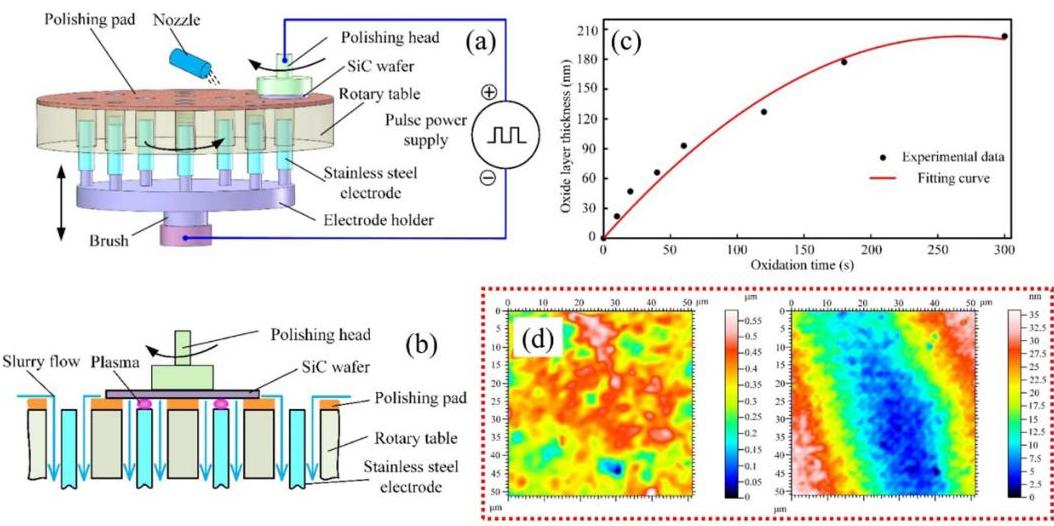 Polishing pad
Nozzle
Polishing head
(a)
SiC wafer
Rotary table
Pulse power
supply
+
−
Stainless steel
electrode
Electrode holder
Brush
(b)
Polishing head
Slurry flow
Plasma
SiC wafer
Polishing pad
Rotary table
Stainless steel
electrode
(c)
Oxide layer thickness (nm)
210
180
150
120
90
60
30
0
Experimental data
Fitting curve
0 50 100 150 200 250 300
Oxidation time (s)
(d)
0 10 20 30 40 50 μm
0
5
10
15
20
25
30
35
40
45
50
μm
μm
0.55
0.5
0.45
0.4
0.35
0.3
0.25
0.2
0.15
0.1
0.05
0
0 10 20 30 40 50 μm
0
5
10
15
20
25
30
35
40
45
50
μm
nm
35
32.5
30
27.5
25
22.5
20
17.5
15
12.5
10
7.5
5
2.5
0